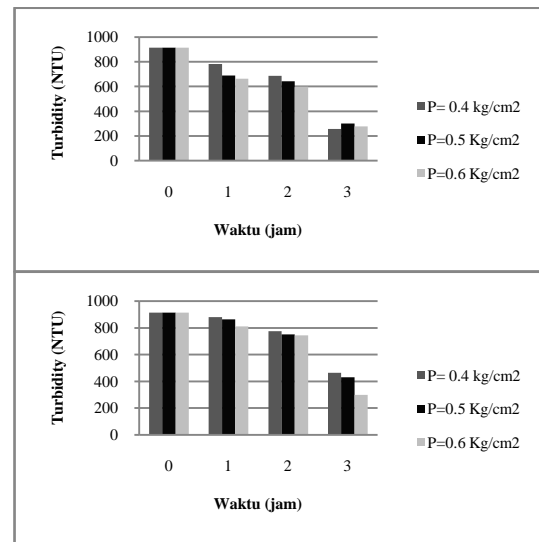 Turbidity (NTU)
1000
800
600
400
200
0
0 1 2 3
Waktu (jam)
P= 0.4 kg/cm2
P=0.5 Kg/cm2
P=0.6 Kg/cm2
Turbidity (NTU)
1000
800
600
400
200
0
0 1 2 3
Waktu (jam)
P= 0.4 kg/cm2
P=0.5 Kg/cm2
P=0.6 Kg/cm2